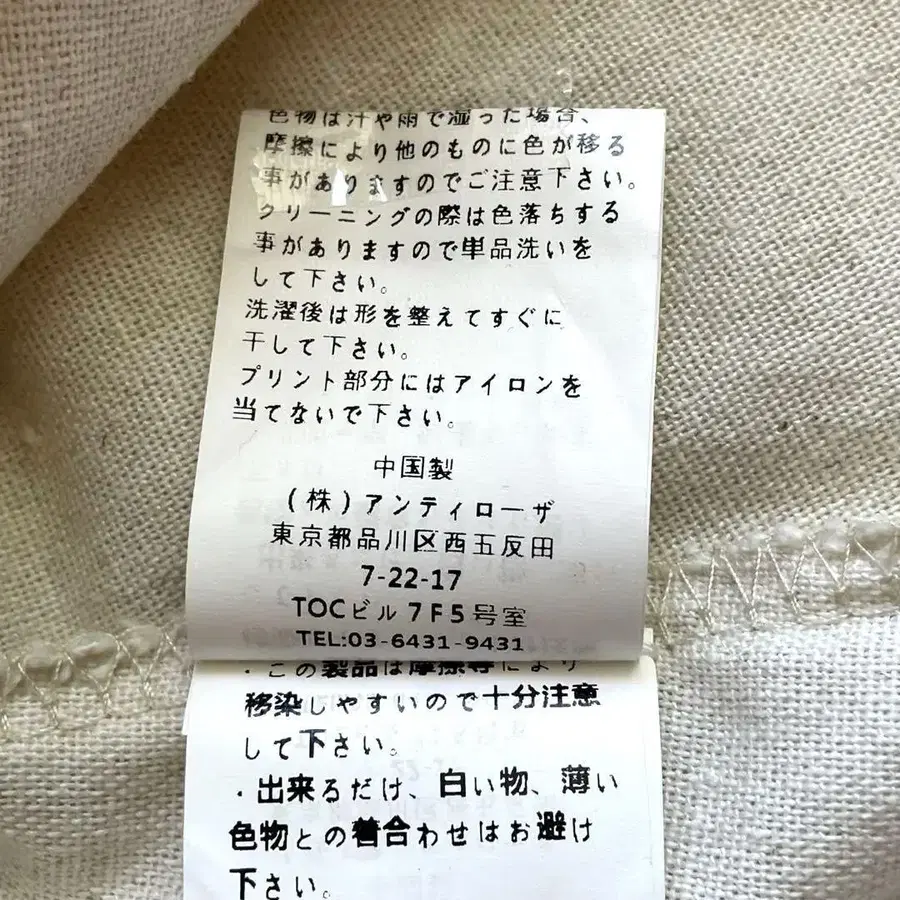 色物は汗や雨で湿った場合、
摩擦により他のものに色が移る
事がありますのでご注意下さい。
クリーニングの際は色落ちする
事がありますので単品洗いを
して下さい。
洗濯後は形を整えてすぐに
干して下さい。
プリント部分にはアイロンを
当てないで下さい。
中国製
(株)アンティローザ
東京都品川区西五反田
7-22-17
TOCビル7F5号室
TEL:03-6431-9431
・この製品は摩擦等により
移染しやすいので十分注意
して下さい。
・出来るだけ、白い物、薄い
色物との着合わせはお避け
下さい。